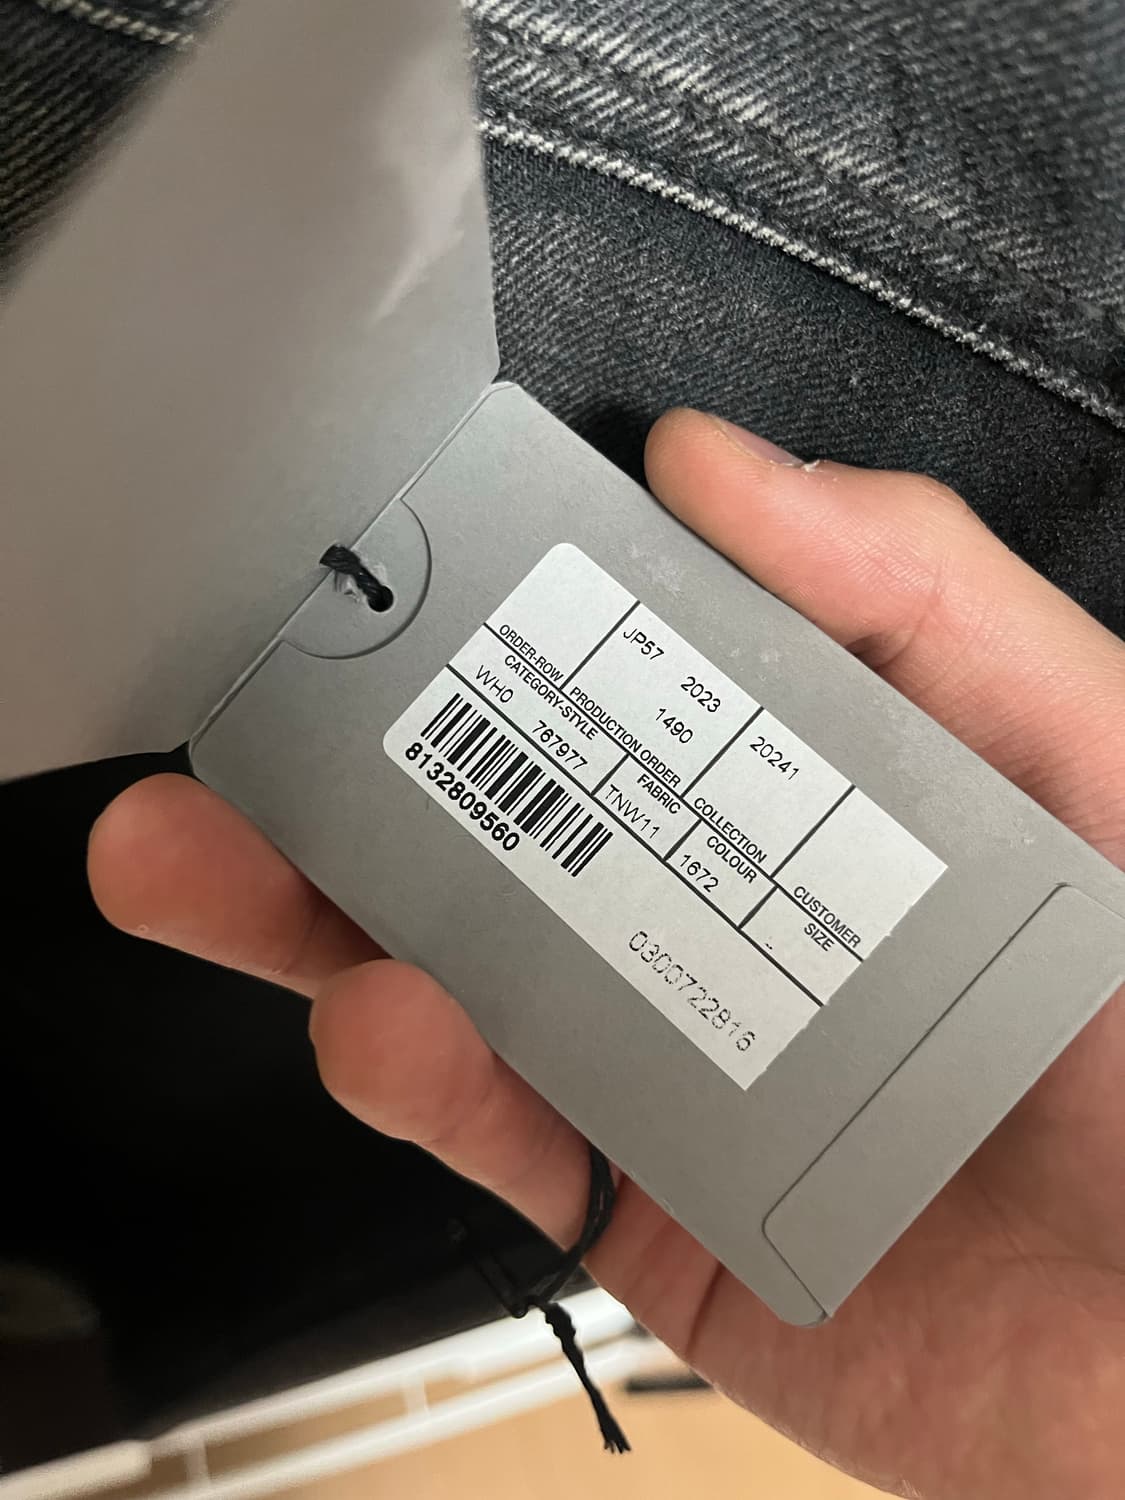 JP57 2023 1490 20241
ORDER-ROW PRODUCTION ORDER COLLECTION CUSTOMER
CATEGORY-STYLE FABRIC COLOUR SIZE
WH0 767977 TNW11 1672 -
8132809560
0300722816